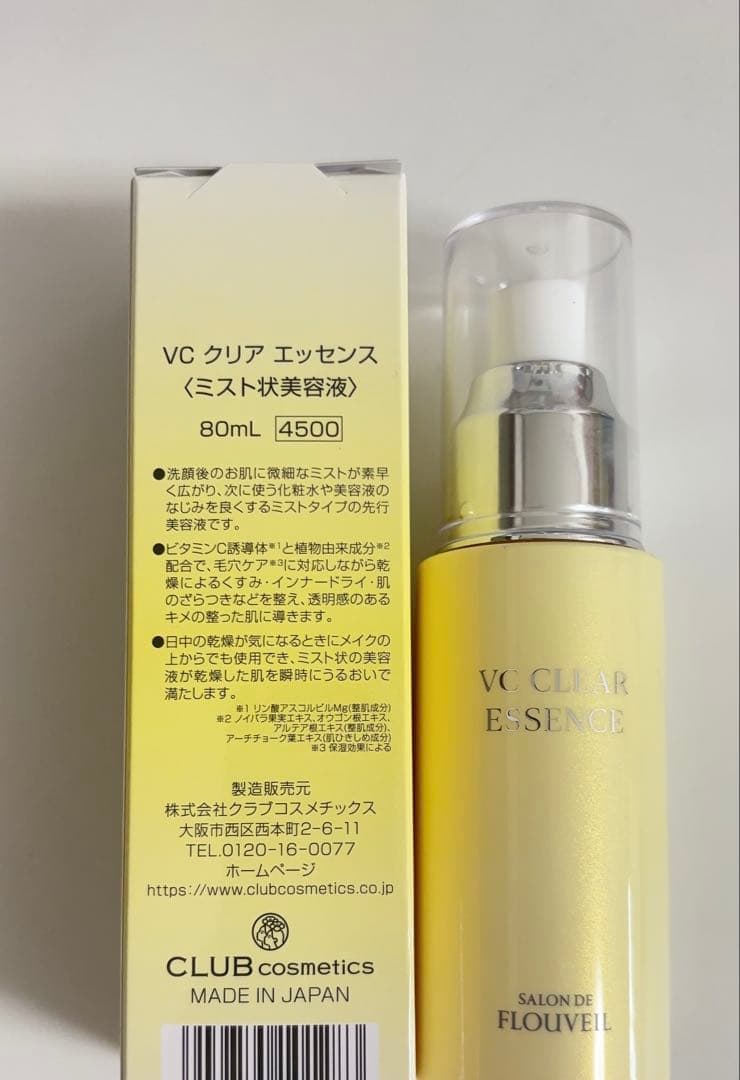 VC クリア エッセンス
〈ミスト状美容液〉
80mL 4500
●洗顔後のお肌に微細なミストが素早
く広がり、次に使う化粧水や美容液の
なじみを良くするミストタイプの先行
美容液です。
●ビタミンC誘導体※1と植物由来成分※2
配合で、毛穴ケア※3に対応しながら乾
燥によるくすみ・インナードライ・肌
のざらつきなどを整え、透明感のある
キメの整った肌に導きます。
●日中の乾燥が気になるときにメイクの
上からでも使用でき、ミスト状の美容
液が乾燥した肌を瞬時にうるおいで
満たします。
※1 リン酸アスコルビルMg(整肌成分)
※2 ノイバラ果実エキス、オウゴン根エキス、
アルテア根エキス(整肌成分)、
アーチチョーク葉エキス(肌ひきしめ成分)
※3 保湿効果による
製造販売元
株式会社クラブコスメチックス
大阪市西区西本町2-6-11
TEL.0120-16-0077
ホームページ
https://www.clubcosmetics.co.jp
CLUB cosmetics
MADE IN JAPAN
VC CLEAR
ESSENCE
SALON DE
FLOUVEIL